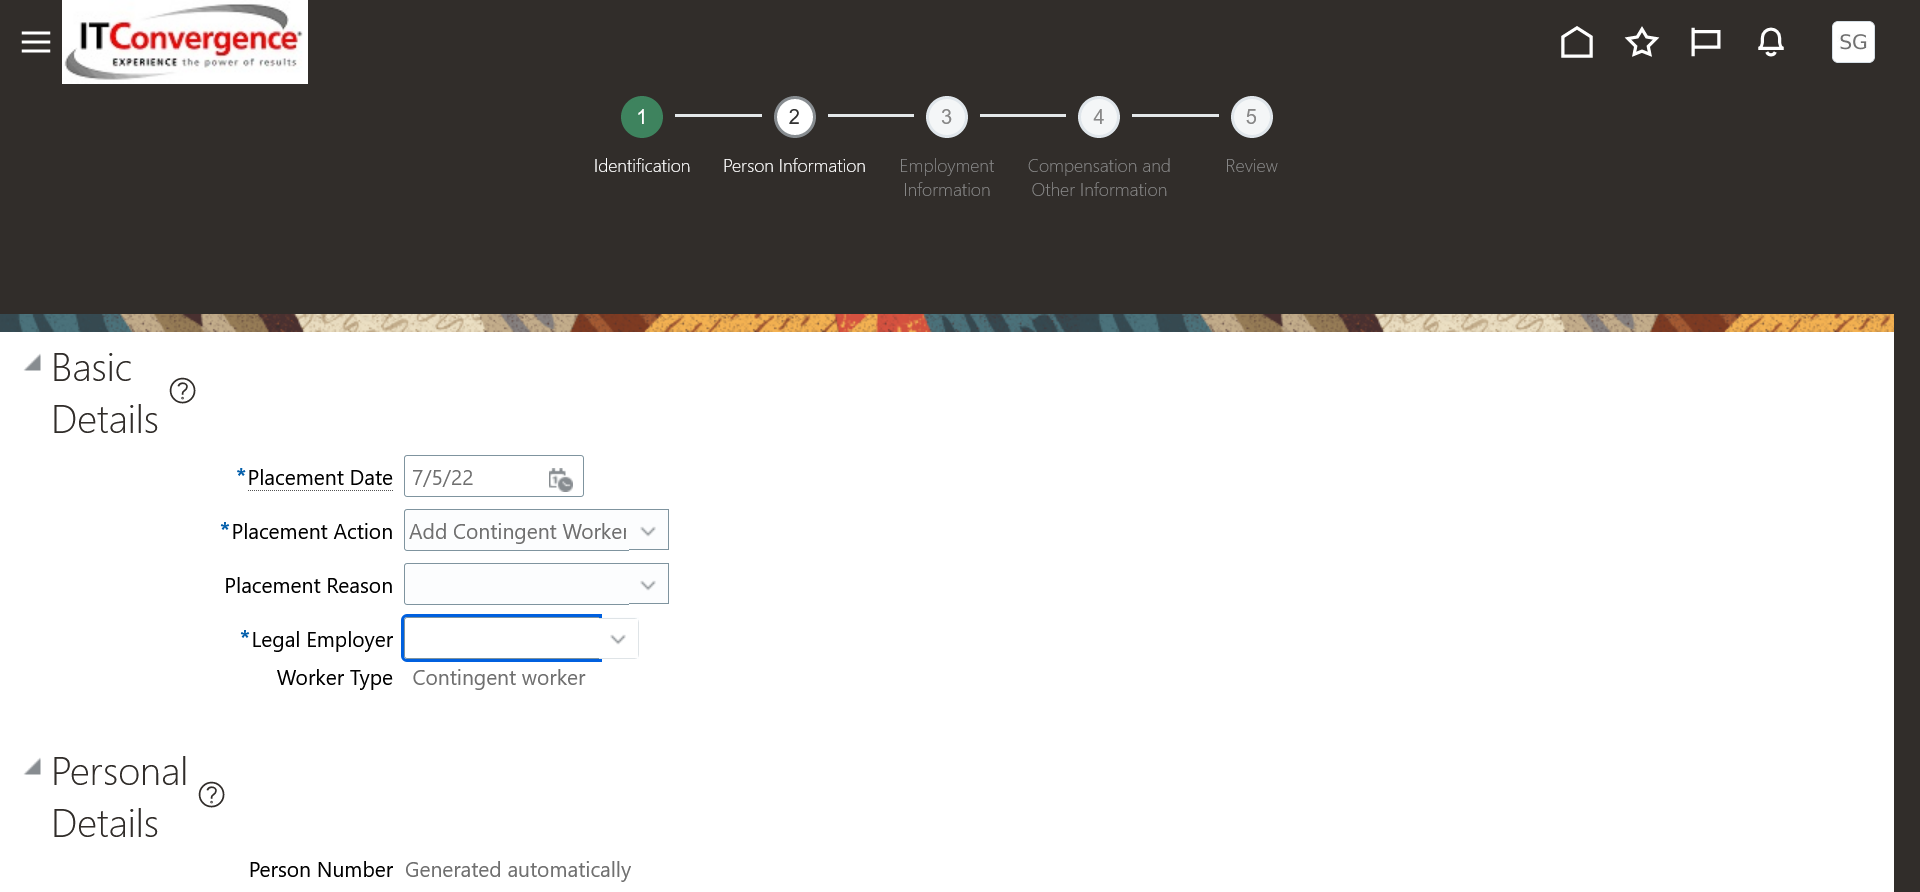 ITConvergence
EXPERIENCE the power of results
SG
1
2
3
4
5
Identification
Person Information
Employment
Information
Compensation and
Other Information
Review
Basic
Details
?
*Placement Date
7/5/22
*Placement Action
Add Contingent Worker
Placement Reason
*Legal Employer
Worker Type
Contingent worker
Personal
Details
?
Person Number
Generated automatically